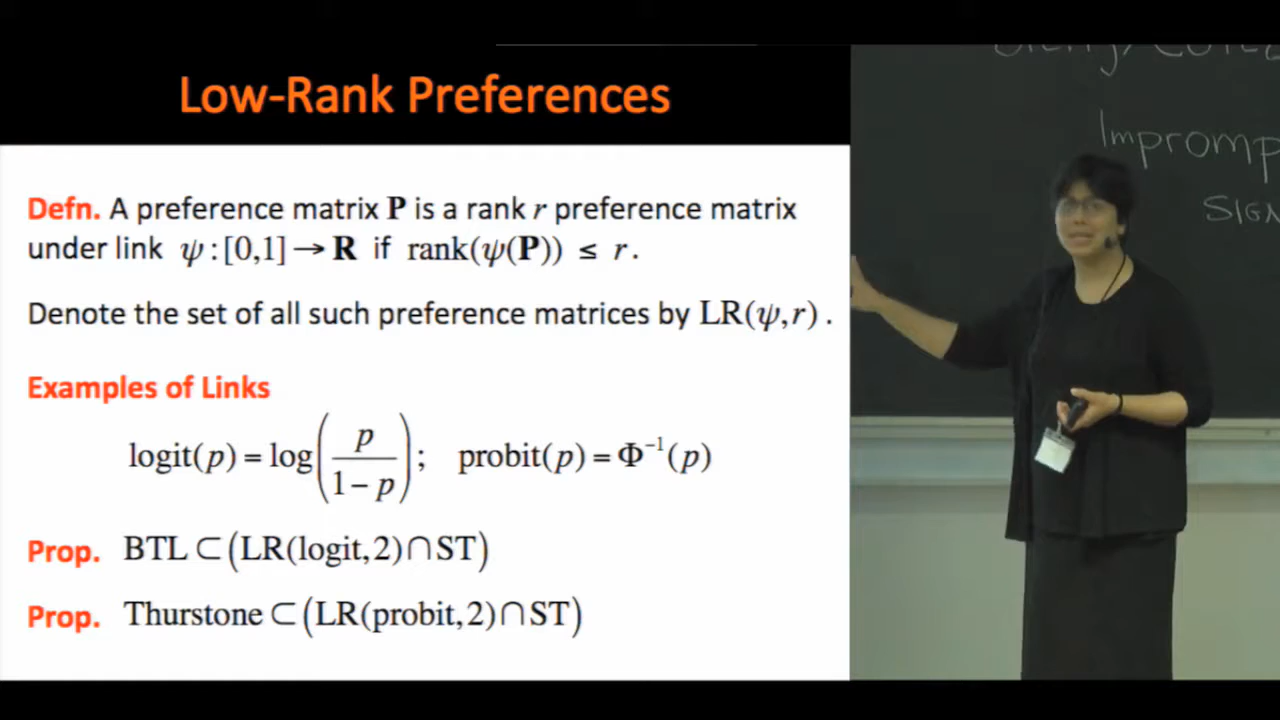 Low-Rank Preferences
Defn. A preference matrix P is a rank r preference matrix
under link ψ : [0,1] → R if rank(ψ(P)) ≤ r.
Denote the set of all such preference matrices by LR(ψ,r).
Examples of Links
logit(p) = log(p / 1 − p); probit(p) = Φ⁻¹(p)
Prop. BTL ⊂ (LR(logit,2) ∩ ST)
Prop. Thurstone ⊂ (LR(probit,2) ∩ ST)
Impromp
SIGN